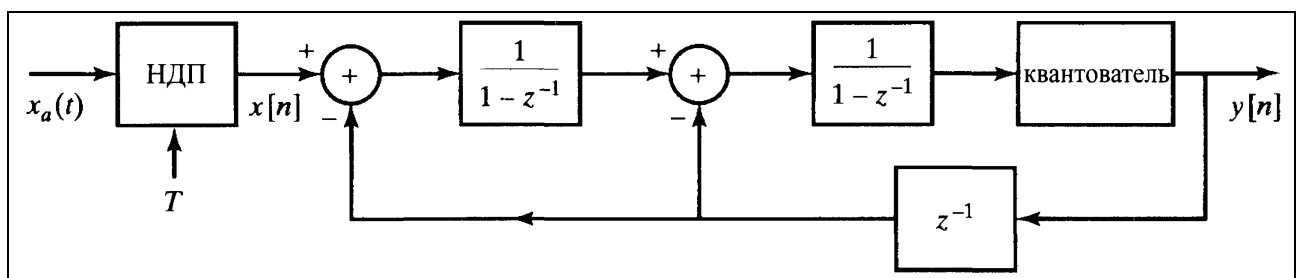 НДП
x_a(t)
x[n]
T
+
+
−
1
1 − z^{-1}
+
+
−
1
1 − z^{-1}
квантователь
y[n]
z^{-1}